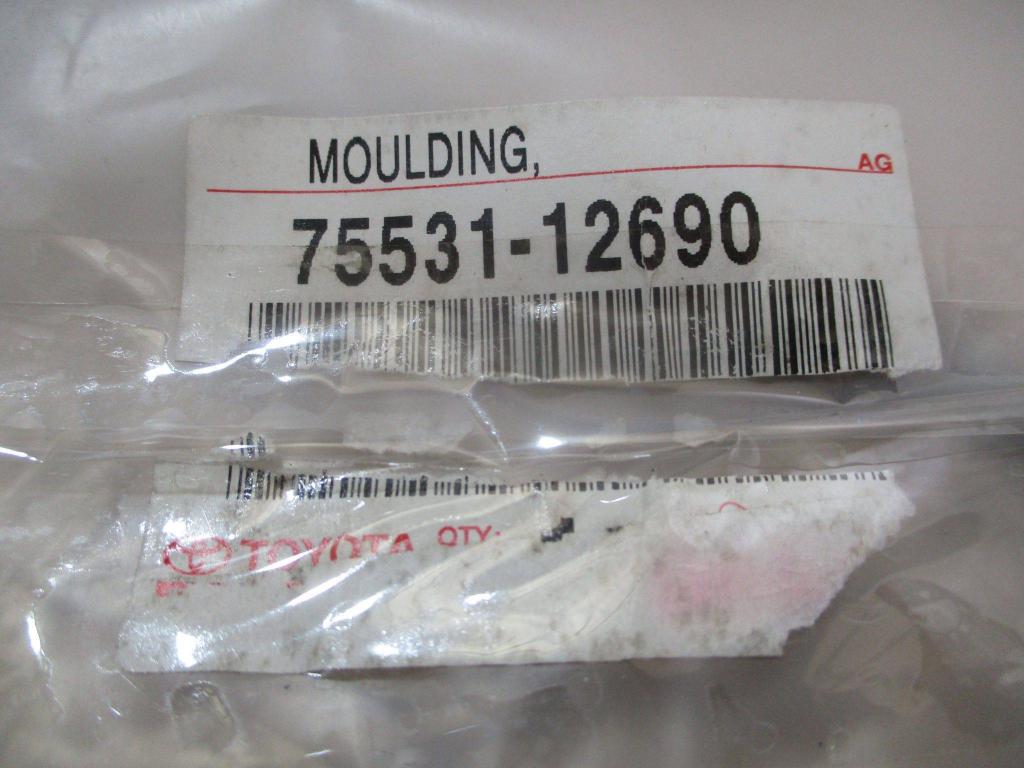 MOULDING,
AG
75531-12690
TOYOTA QTY: